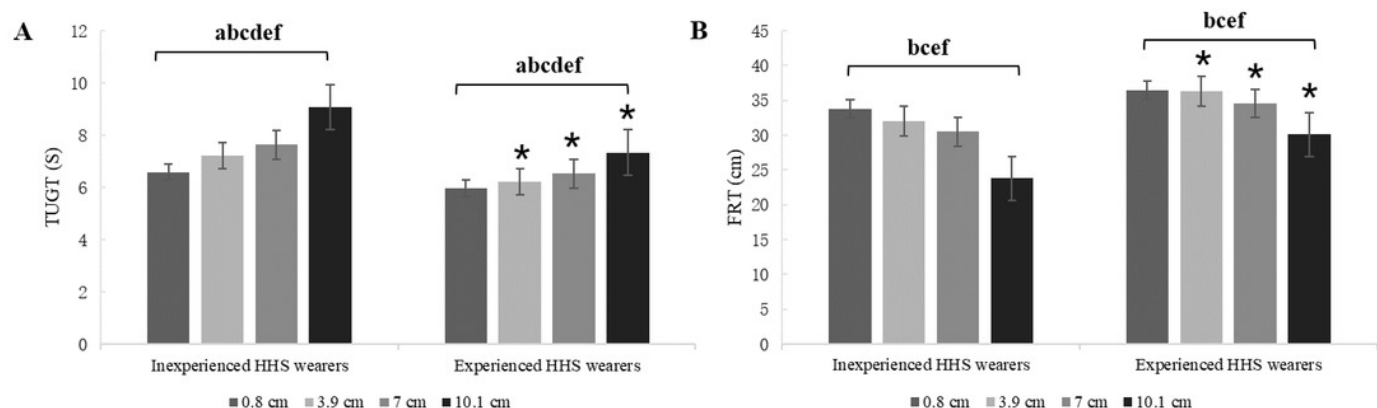 A
TUGT (S)
12
10
8
6
4
2
0
abcdef
abcdef
* * *
Inexperienced HHS wearers
Experienced HHS wearers
0.8 cm 3.9 cm 7 cm 10.1 cm
B
FRT (cm)
45
40
35
30
25
20
15
10
5
0
bcef
bcef
* * *
Inexperienced HHS wearers
Experienced HHS wearers
0.8 cm 3.9 cm 7 cm 10.1 cm